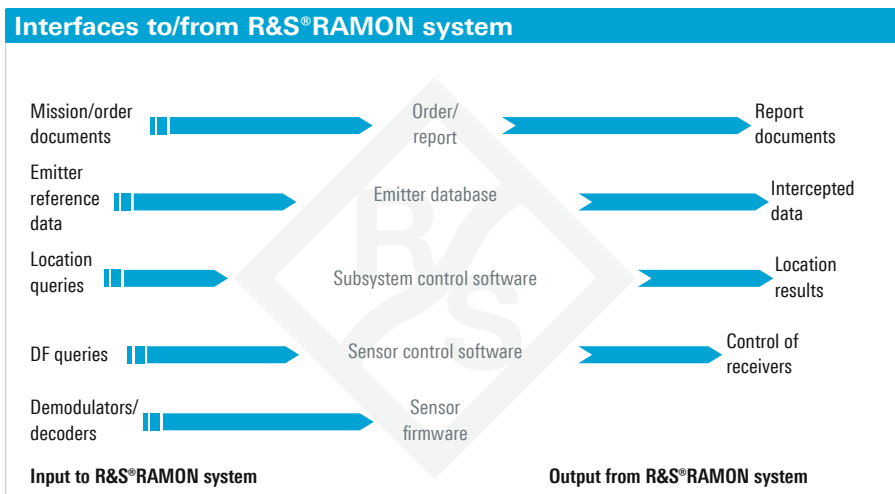 Interfaces to/from R&S®RAMON system
Mission/order
documents
Order/
report
Report
documents
Emitter
reference
data
Emitter database
Intercepted
data
Location
queries
Subsystem control software
Location
results
DF queries
Sensor control software
Control of
receivers
Demodulators/
decoders
Sensor
firmware
Input to R&S®RAMON system
Output from R&S®RAMON system
R
S